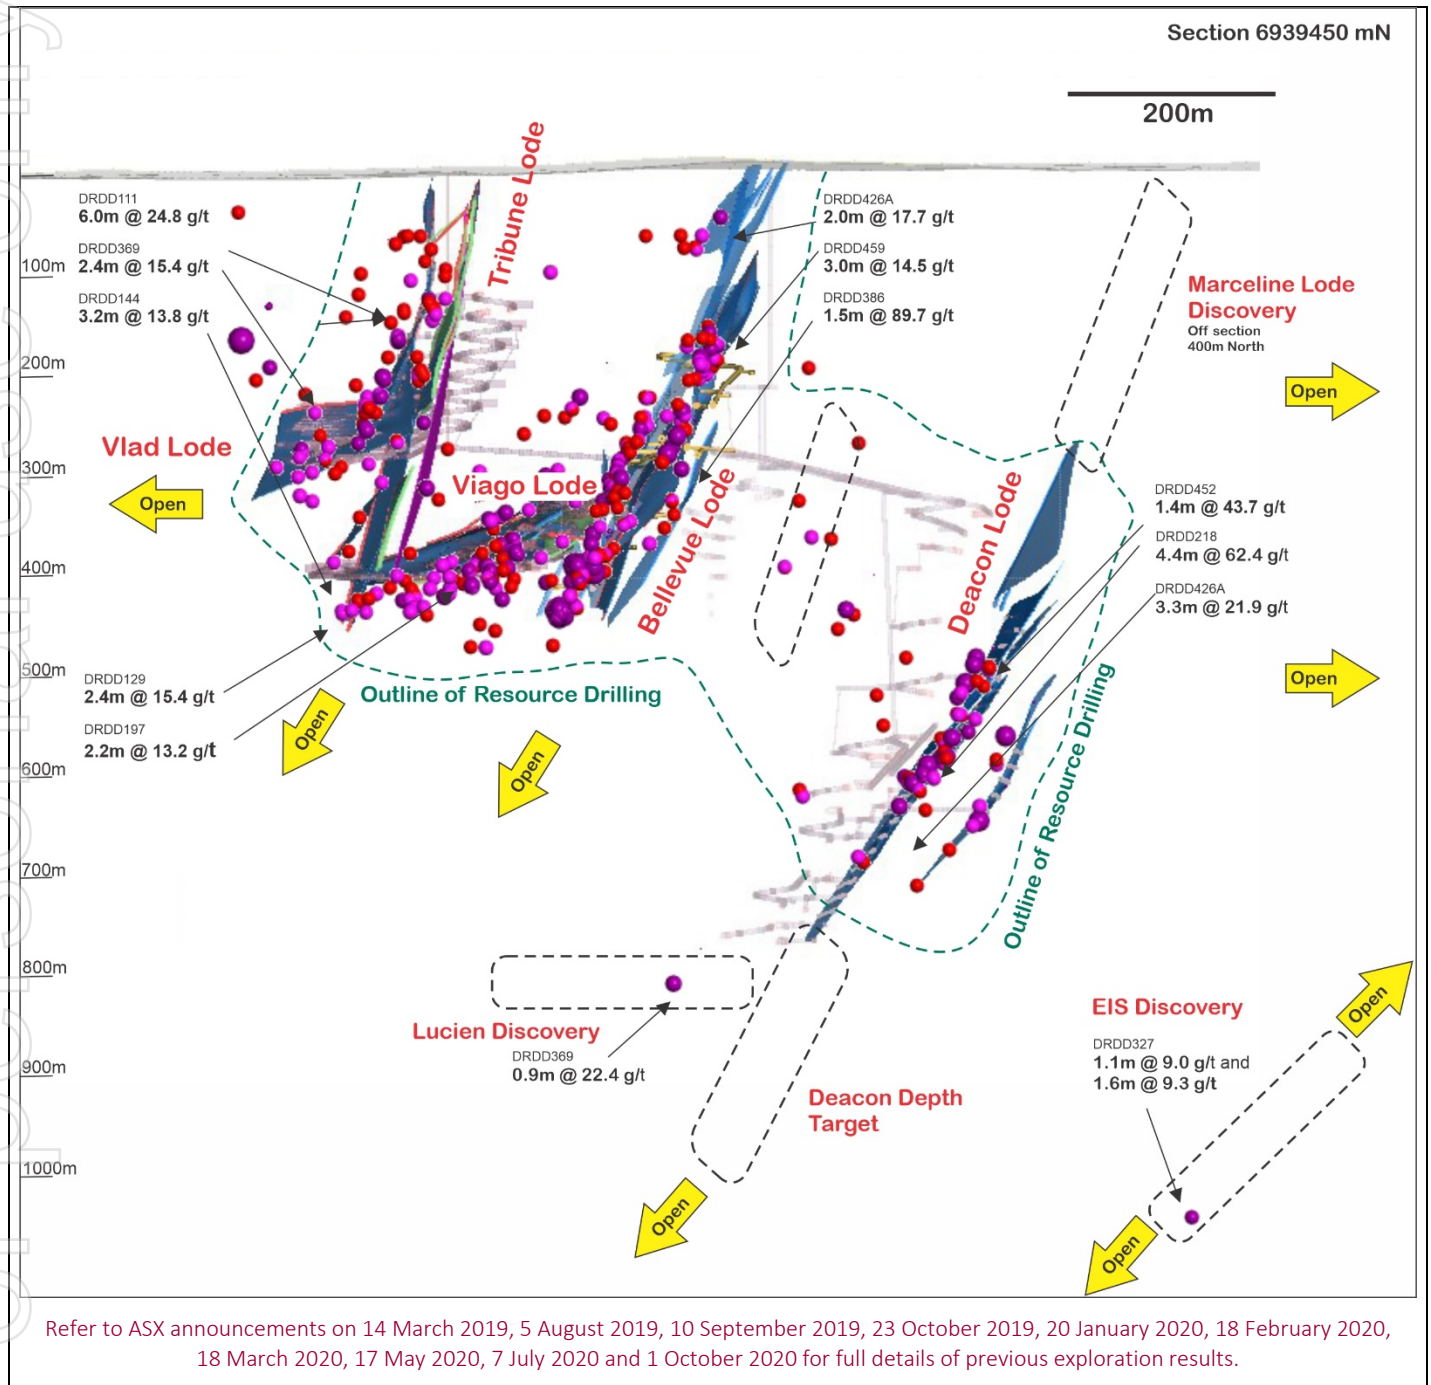 Section 6939450 mN
200m
Tribune Lode
DRDD111
6.0m @ 24.8 g/t
DRDD369
2.4m @ 15.4 g/t
DRDD144
3.2m @ 13.8 g/t
DRDD426A
2.0m @ 17.7 g/t
DRDD459
3.0m @ 14.5 g/t
DRDD386
1.5m @ 89.7 g/t
Marceline Lode
Discovery
Off section
400m North
Open
100m
200m
300m
400m
500m
600m
700m
800m
900m
1000m
Vlad Lode
Open
Viago Lode
Bellevue Lode
Deacon Lode
DRDD452
1.4m @ 43.7 g/t
DRDD218
4.4m @ 62.4 g/t
DRDD426A
3.3m @ 21.9 g/t
Open
DRDD129
2.4m @ 15.4 g/t
DRDD197
2.2m @ 13.2 g/t
Outline of Resource Drilling
Open
Open
Outline of Resource Drilling
Lucien Discovery
DRDD369
0.9m @ 22.4 g/t
Deacon Depth
Target
Open
EIS Discovery
DRDD327
1.1m @ 9.0 g/t and
1.6m @ 9.3 g/t
Open
Open
Refer to ASX announcements on 14 March 2019, 5 August 2019, 10 September 2019, 23 October 2019, 20 January 2020, 18 February 2020,
18 March 2020, 17 May 2020, 7 July 2020 and 1 October 2020 for full details of previous exploration results.